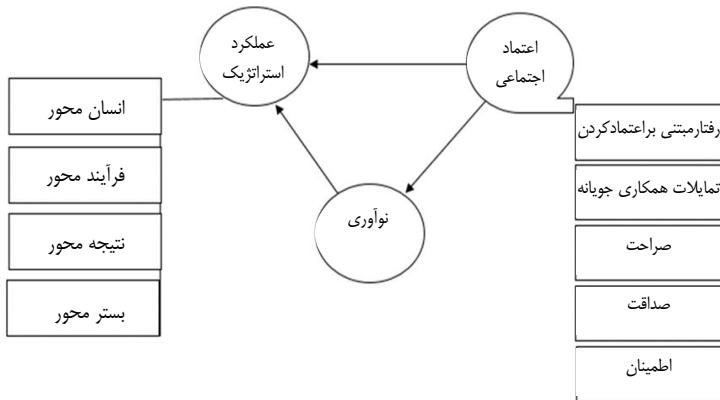 اعتماد
اجتماعی
رفتارمبتنی براعتمادکردن
تمایلات همکاری جویانه
صراحت
صداقت
اطمینان
عملکرد
استراتژیک
نوآوری
انسان محور
فرآیند محور
نتیجه محور
بستر محور